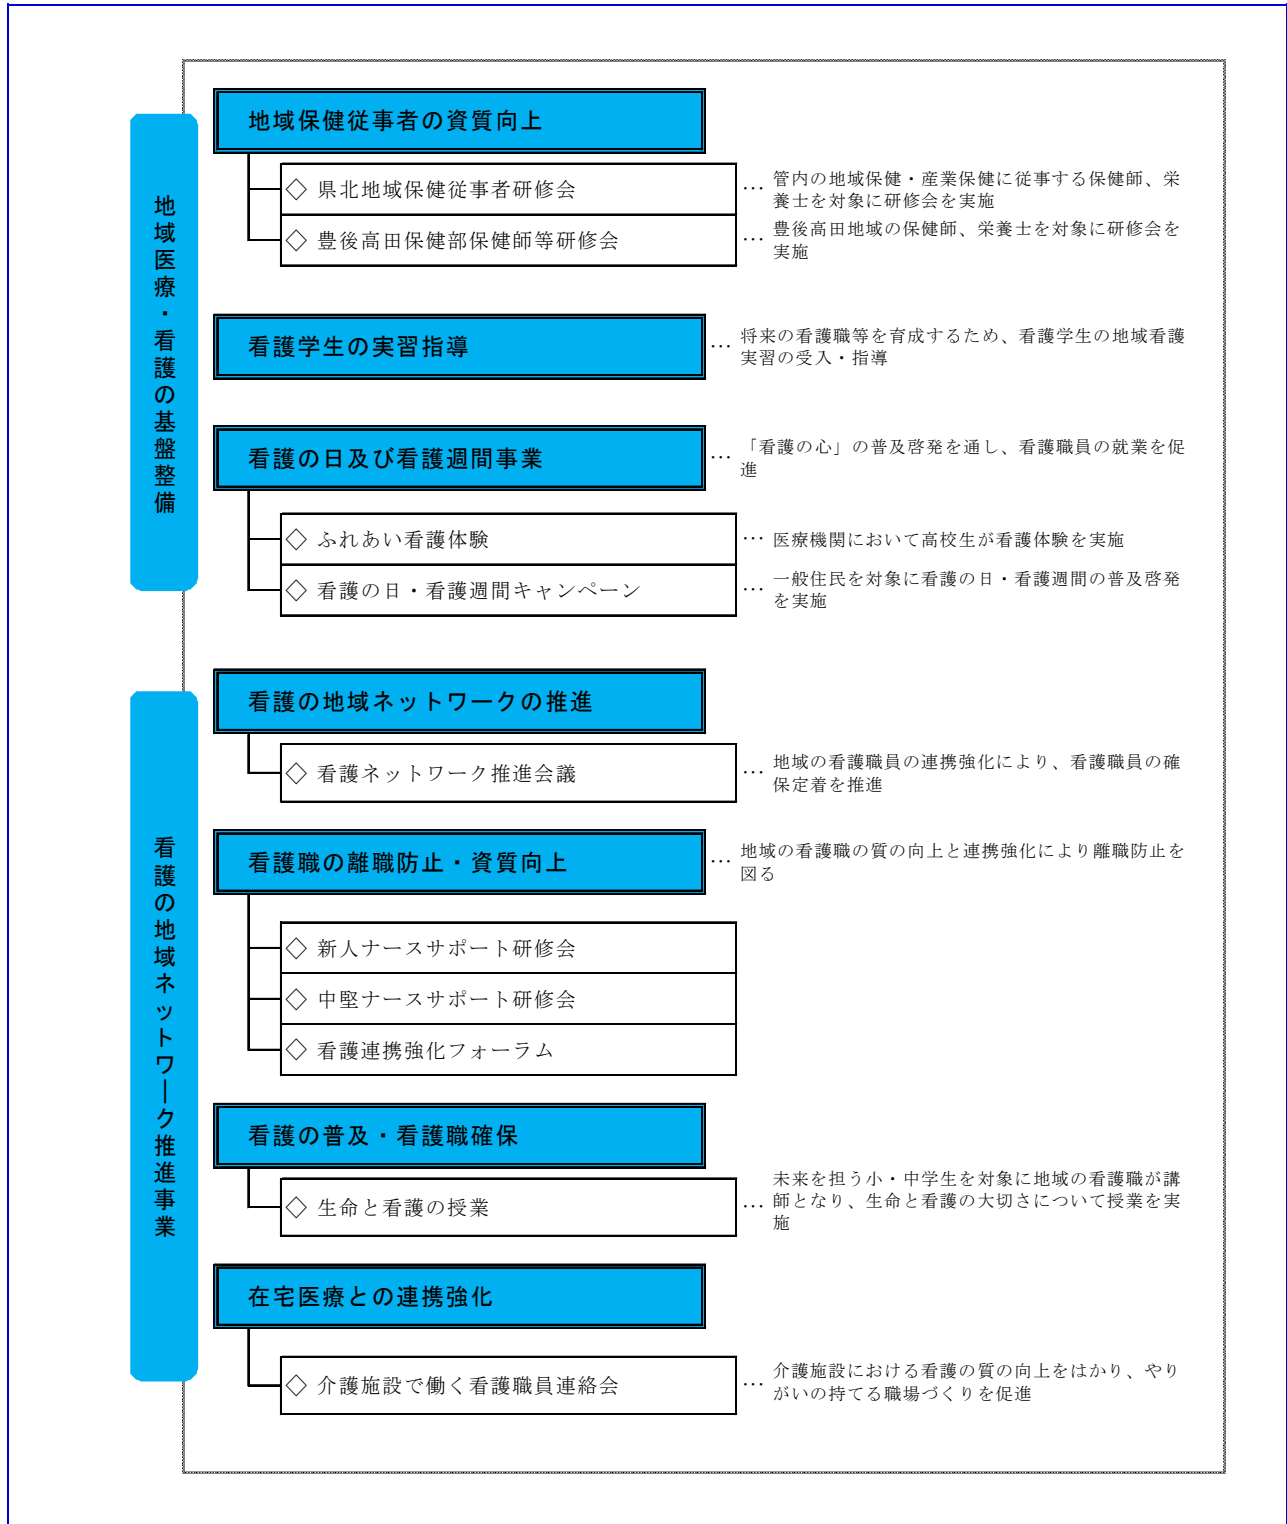 地域医療・看護の基盤整備
地域保健従事者の資質向上
◇ 県北地域保健従事者研修会
… 管内の地域保健・産業保健に従事する保健師、栄
養士を対象に研修会を実施
◇ 豊後高田保健部保健師等研修会
… 豊後高田地域の保健師、栄養士を対象に研修会を
実施
看護学生の実習指導
… 将来の看護職等を育成するため、看護学生の地域看護
実習の受入・指導
看護の日及び看護週間事業
… 「看護の心」の普及啓発を通し、看護職員の就業を促
進
◇ ふれあい看護体験
… 医療機関において高校生が看護体験を実施
◇ 看護の日・看護週間キャンペーン
… 一般住民を対象に看護の日・看護週間の普及啓発
を実施
看護の地域ネットワーク推進事業
看護の地域ネットワークの推進
◇ 看護ネットワーク推進会議
… 地域の看護職員の連携強化により、看護職員の確
保定着を推進
看護職の離職防止・資質向上
… 地域の看護職の質の向上と連携強化により離職防止を
図る
◇ 新人ナースサポート研修会
◇ 中堅ナースサポート研修会
◇ 看護連携強化フォーラム
看護の普及・看護職確保
◇ 生命と看護の授業
… 未来を担う小・中学生を対象に地域の看護職が講
師となり、生命と看護の大切さについて授業を実
施
在宅医療との連携強化
◇ 介護施設で働く看護職員連絡会
… 介護施設における看護の質の向上をはかり、やり
がいの持てる職場づくりを促進